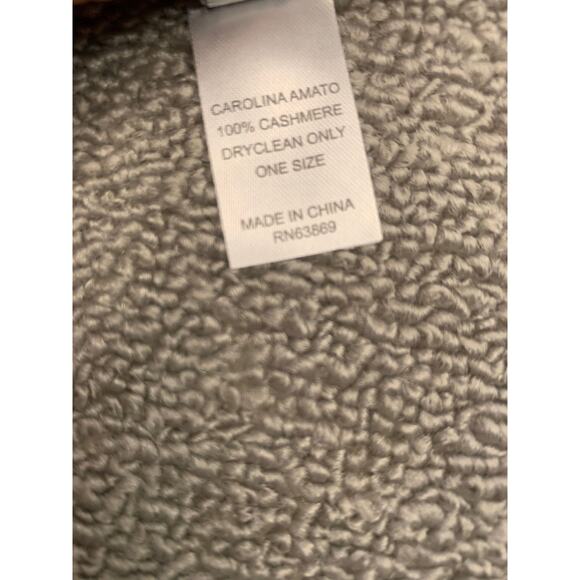 CAROLINA AMATO
100% CASHMERE
DRYCLEAN ONLY
ONE SIZE
MADE IN CHINA
RN63869